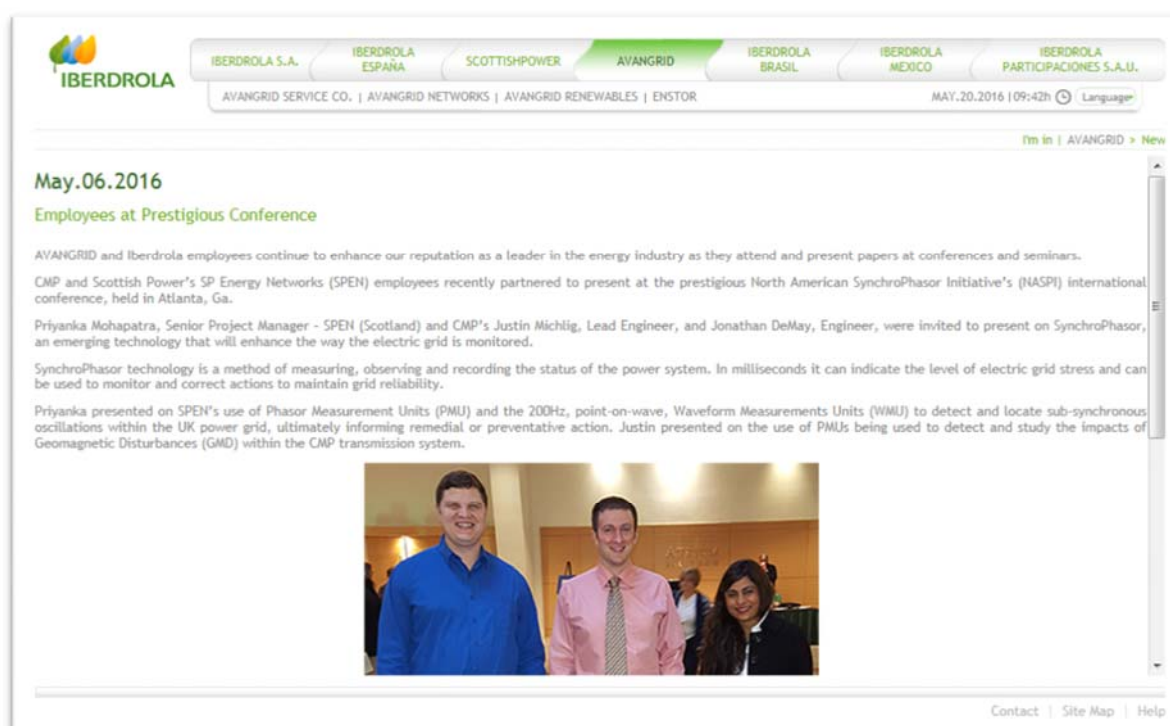 IBERDROLA
IBERDROLA S.A.
IBERDROLA
ESPAÑA
SCOTTISHPOWER
AVANGRID
IBERDROLA
BRASIL
IBERDROLA
MEXICO
IBERDROLA
PARTICIPACIONES S.A.U.
AVANGRID SERVICE CO. | AVANGRID NETWORKS | AVANGRID RENEWABLES | ENSTOR
MAY.20.2016 | 09:42h Language
I'm in | AVANGRID > New
May.06.2016
Employees at Prestigious Conference
AVANGRID and Iberdrola employees continue to enhance our reputation as a leader in the energy industry as they attend and present papers at conferences and seminars.
CMP and Scottish Power's SP Energy Networks (SPEN) employees recently partnered to present at the prestigious North American SynchroPhasor Initiative's (NASPI) international
conference, held in Atlanta, Ga.
Priyanka Mohapatra, Senior Project Manager - SPEN (Scotland) and CMP's Justin Michlig, Lead Engineer, and Jonathan DeMay, Engineer, were invited to present on SynchroPhasor,
an emerging technology that will enhance the way the electric grid is monitored.
SynchroPhasor technology is a method of measuring, observing and recording the status of the power system. In milliseconds it can indicate the level of electric grid stress and can
be used to monitor and correct actions to maintain grid reliability.
Priyanka presented on SPEN's use of Phasor Measurement Units (PMU) and the 200Hz, point-on-wave, Waveform Measurements Units (WMU) to detect and locate sub-synchronous
oscillations within the UK power grid, ultimately informing remedial or preventative action. Justin presented on the use of PMUs being used to detect and study the impacts of
Geomagnetic Disturbances (GMD) within the CMP transmission system.
Contact | Site Map | Help